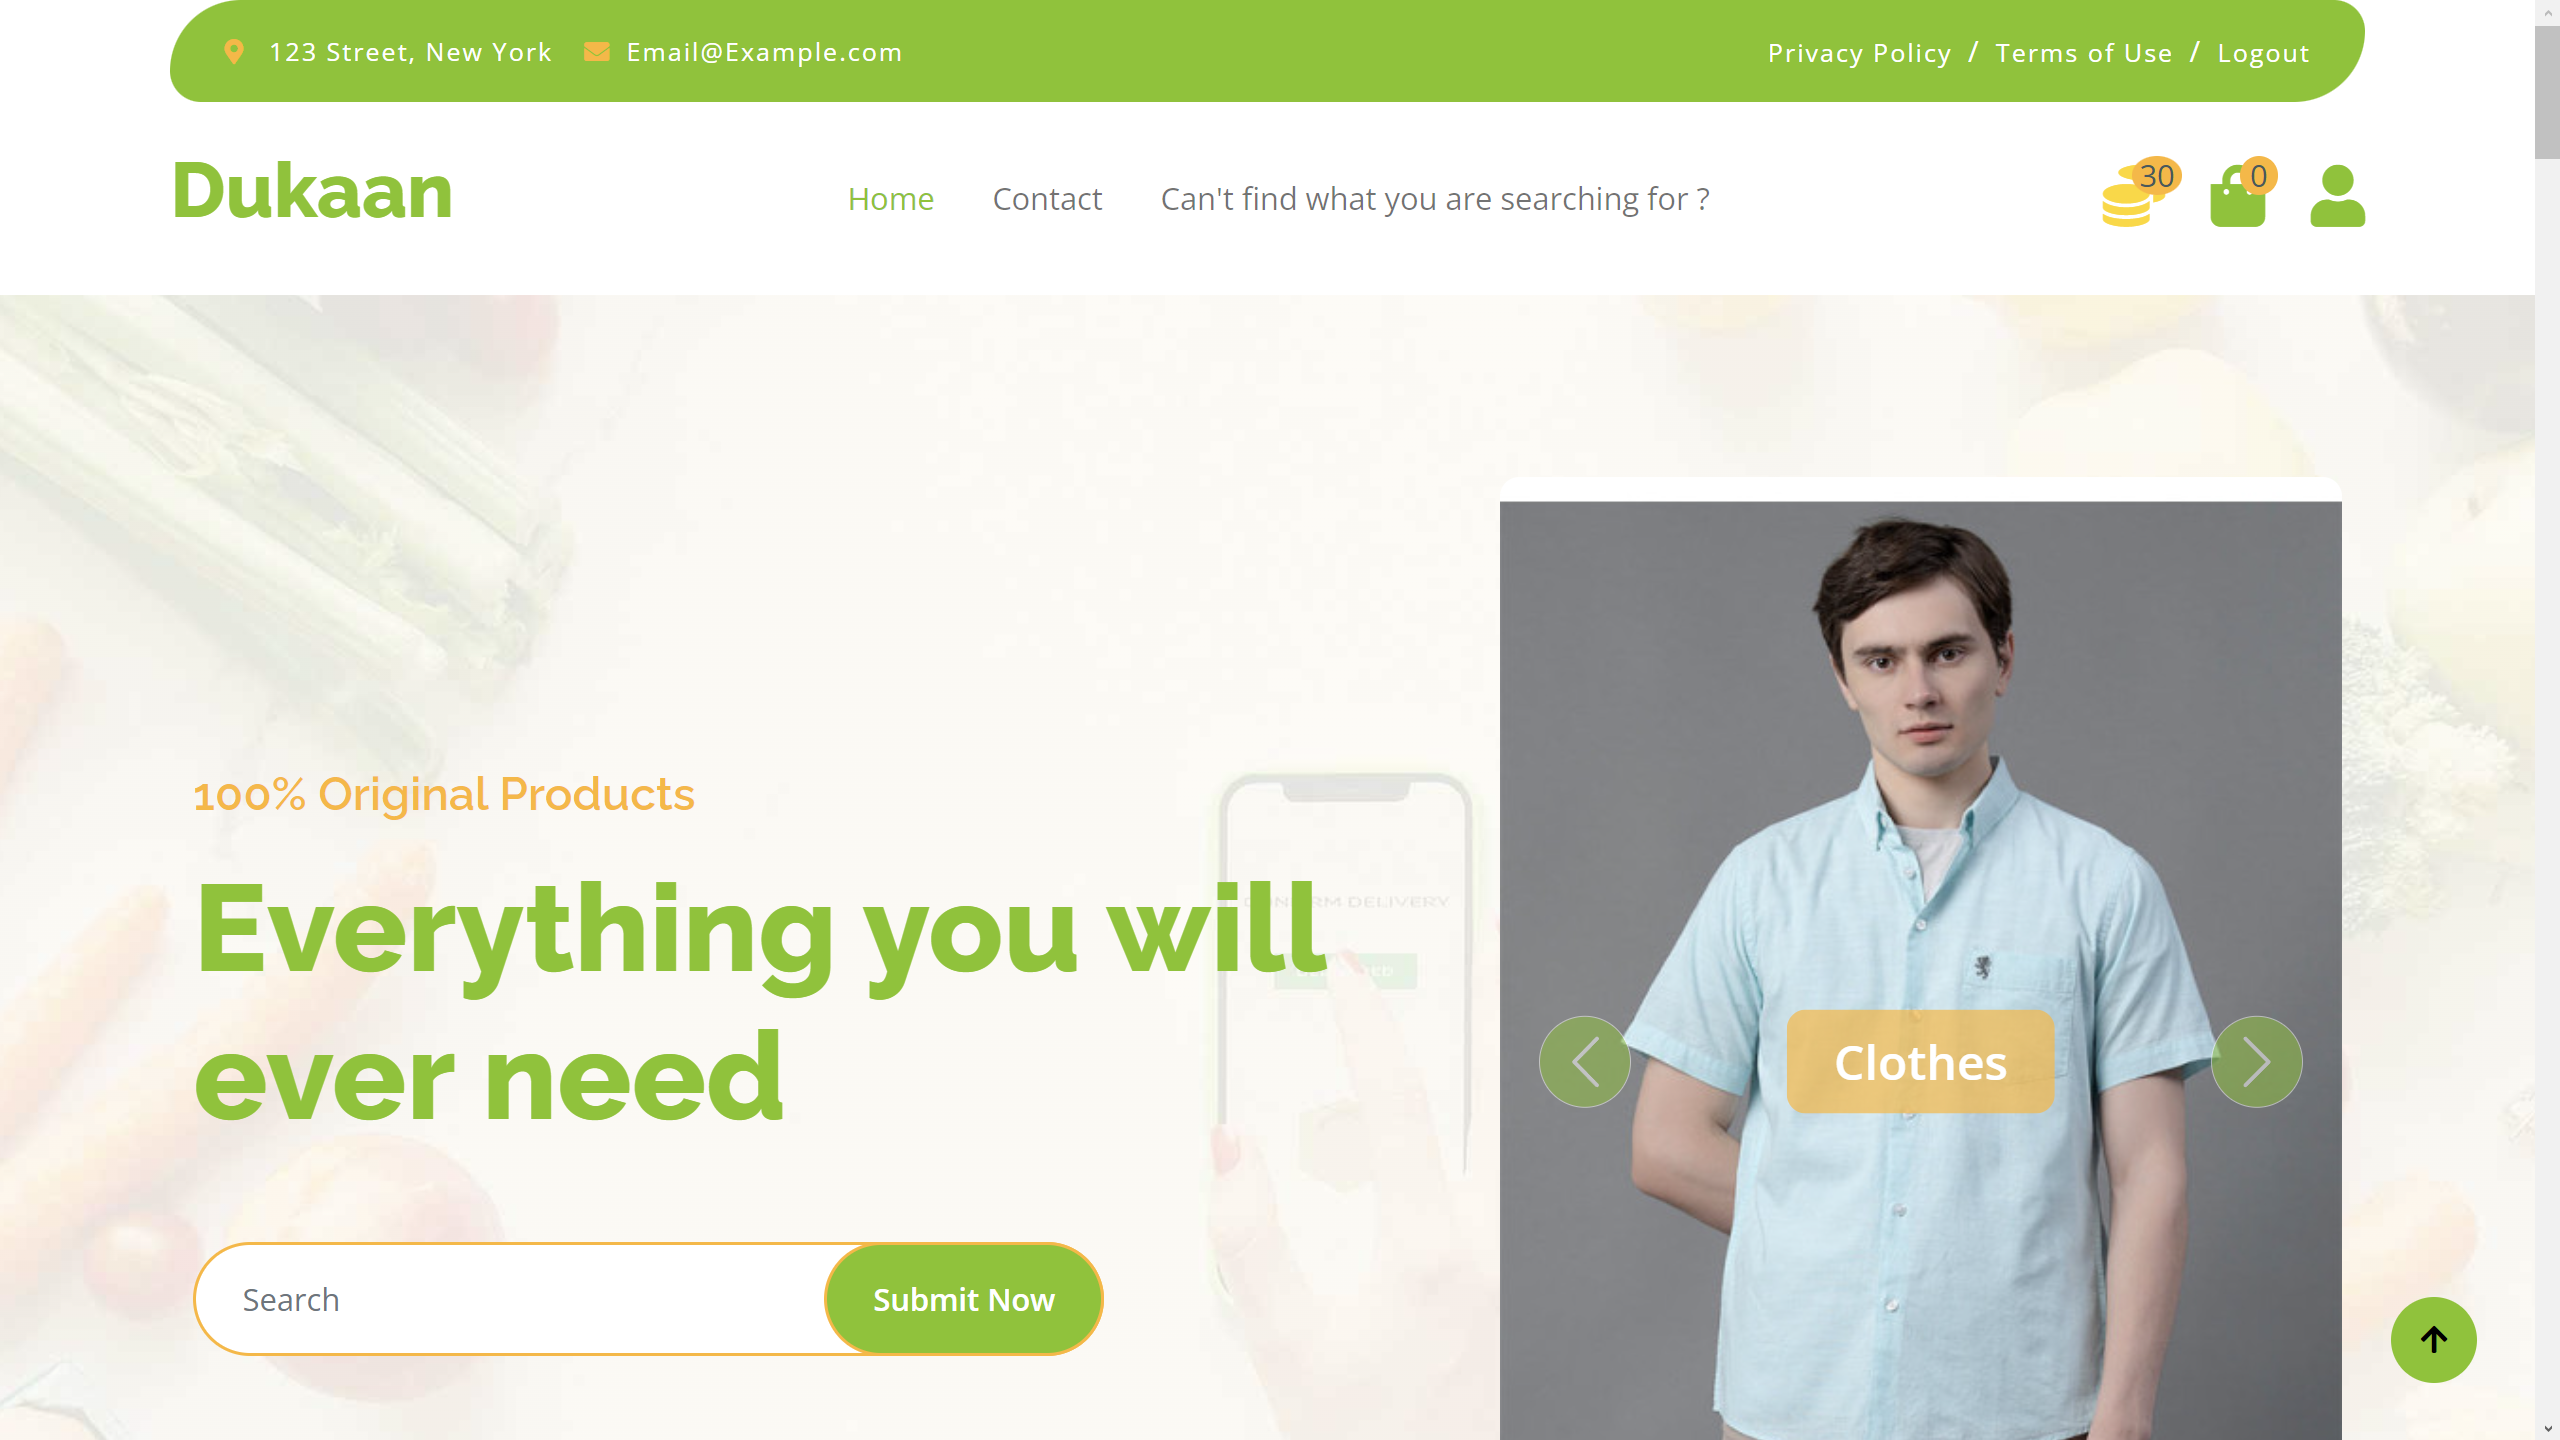 123 Street, New York Email@Example.com Privacy Policy / Terms of Use / Logout
Dukaan Home Contact Can't find what you are searching for ? 30 0
100% Original Products
Everything you will
ever need
Clothes
Search Submit Now